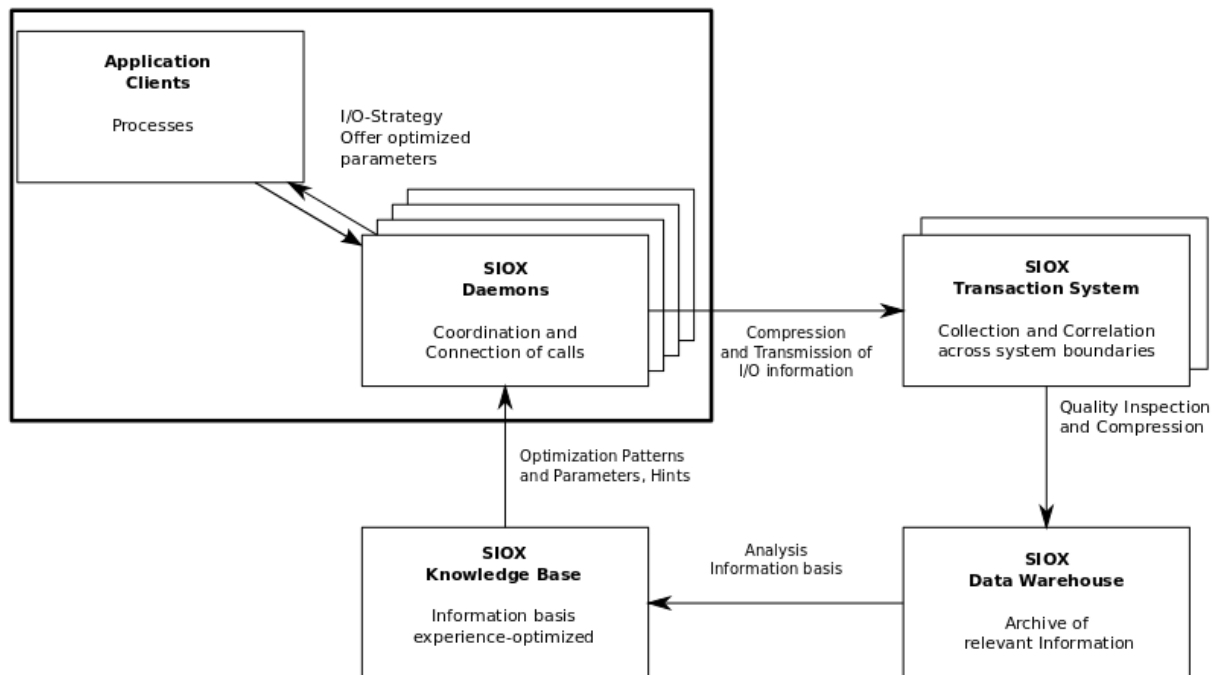 Application
Clients
Processes
I/O-Strategy
Offer optimized
parameters
SIOX
Daemons
Coordination and
Connection of calls
Compression
and Transmission of
I/O information
SIOX
Transaction System
Collection and Correlation
across system boundaries
Quality Inspection
and Compression
Optimization Patterns
and Parameters, Hints
SIOX
Knowledge Base
Information basis
experience-optimized
Analysis
Information basis
SIOX
Data Warehouse
Archive of
relevant Information